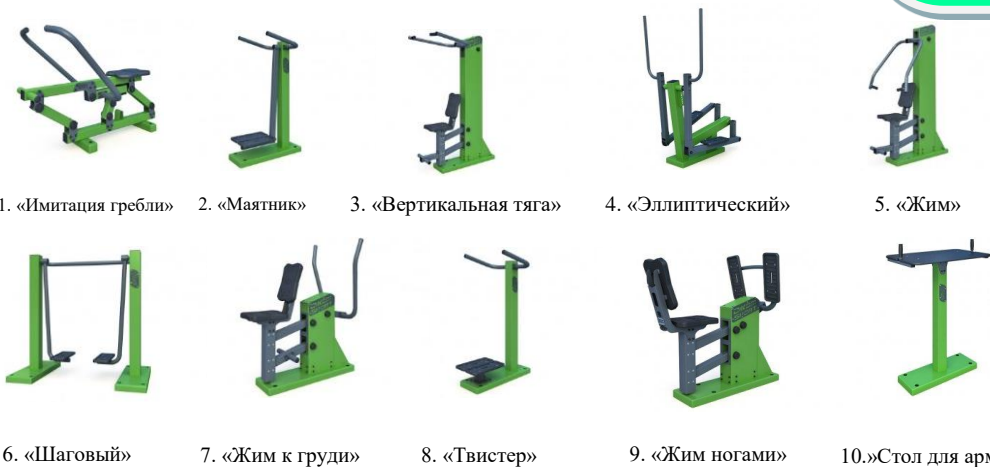 1. «Имитация гребли» 2. «Маятник» 3. «Вертикальная тяга» 4. «Эллиптический» 5. «Жим»
6. «Шаговый» 7. «Жим к груди» 8. «Твистер» 9. «Жим ногами» 10.»Стол для